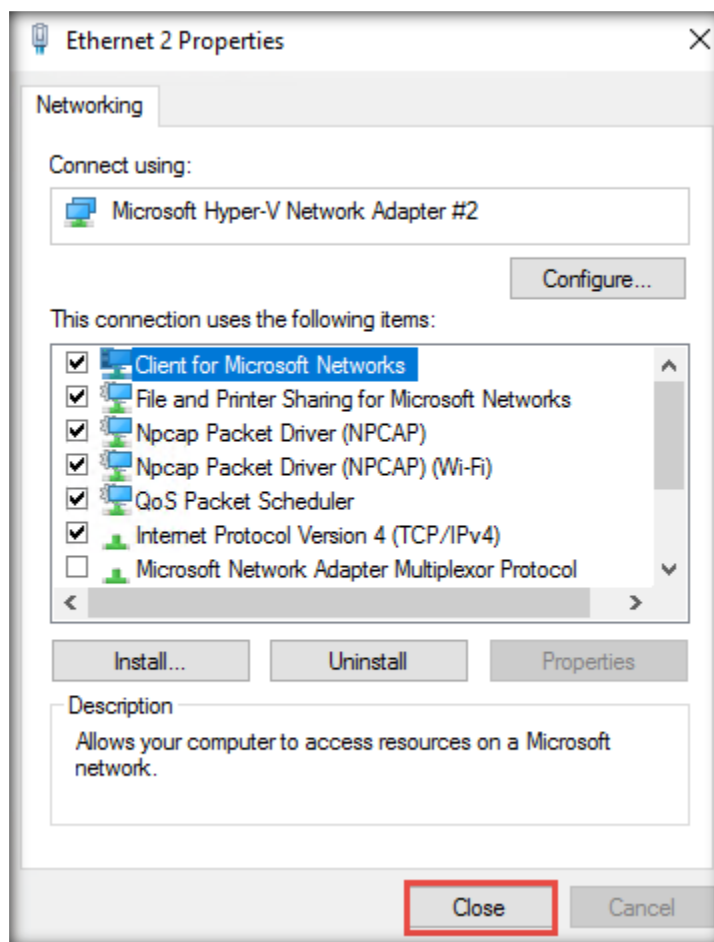 Ethernet 2 Properties
Networking
Connect using:
Microsoft Hyper-V Network Adapter #2
Configure...
This connection uses the following items:
Client for Microsoft Networks
File and Printer Sharing for Microsoft Networks
Npcap Packet Driver (NPCAP)
Npcap Packet Driver (NPCAP) (Wi-Fi)
QoS Packet Scheduler
Internet Protocol Version 4 (TCP/IPv4)
Microsoft Network Adapter Multiplexor Protocol
Install... Uninstall Properties
Description
Allows your computer to access resources on a Microsoft
network.
Close Cancel